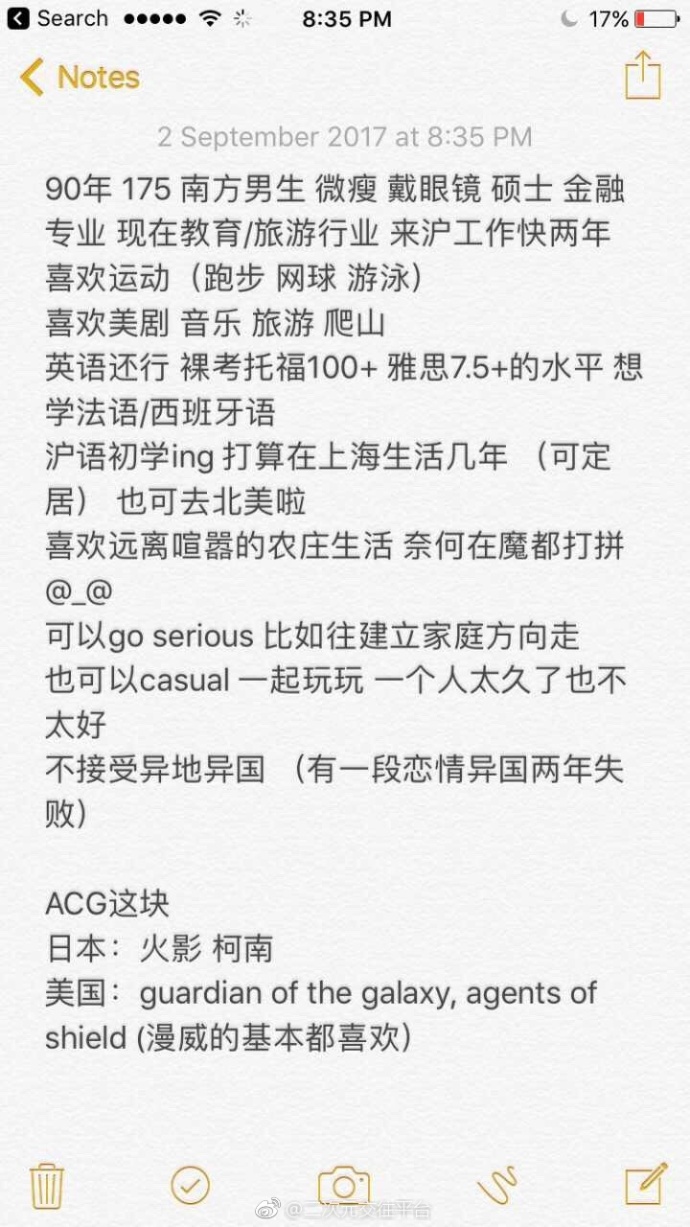 Search 8:35 PM 17%
Notes
2 September 2017 at 8:35 PM
90年 175 南方男生 微瘦 戴眼镜 硕士 金融
专业 现在教育/旅游行业 来沪工作快两年
喜欢运动（跑步 网球 游泳）
喜欢美剧 音乐 旅游 爬山
英语还行 裸考托福100+ 雅思7.5+的水平 想
学法语/西班牙语
沪语初学ing 打算在上海生活几年 （可定
居） 也可去北美啦
喜欢远离喧嚣的农庄生活 奈何在魔都打拼
@_@
可以go serious 比如往建立家庭方向走
也可以casual 一起玩玩 一个人太久了也不
太好
不接受异地异国 （有一段恋情异国两年失
败）
ACG这块
日本：火影 柯南
美国：guardian of the galaxy, agents of
shield (漫威的基本都喜欢）
@二次元交往平台